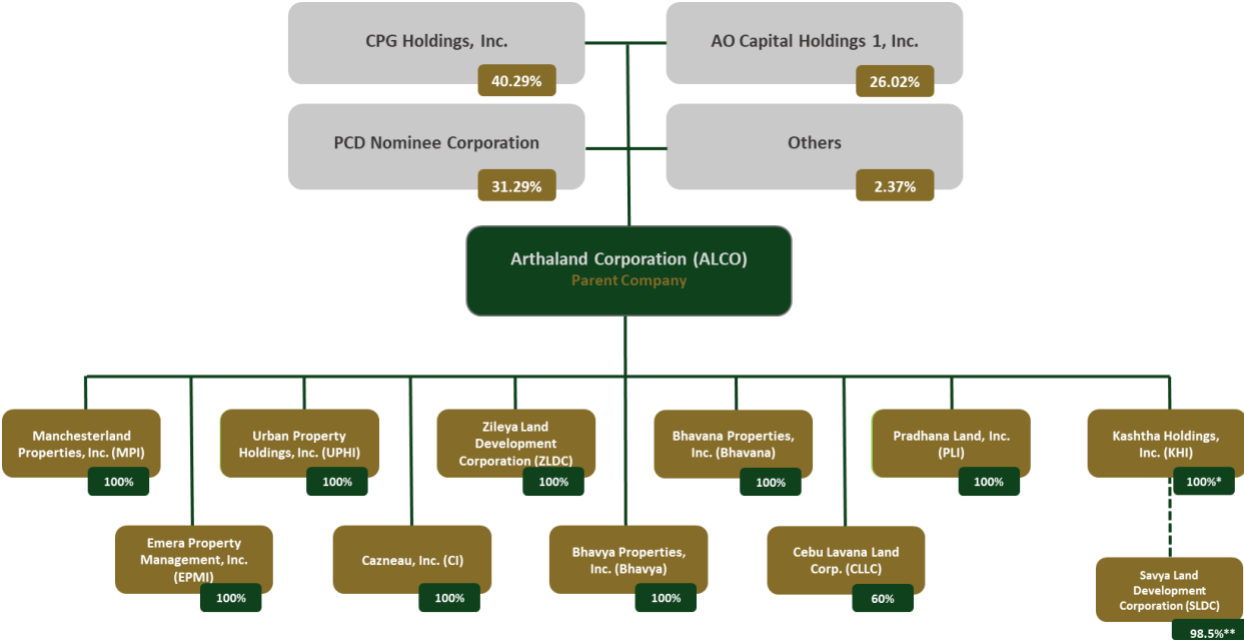 CPG Holdings, Inc.
40.29%
AO Capital Holdings 1, Inc.
26.02%
PCD Nominee Corporation
31.29%
Others
2.37%
Arthaland Corporation (ALCO)
Parent Company
Manchesterland
Properties, Inc. (MPI)
100%
Urban Property
Holdings, Inc. (UPHI)
100%
Zileya Land
Development
Corporation (ZLDC)
100%
Bhavana Properties,
Inc. (Bhavana)
100%
Pradhana Land, Inc.
(PLI)
100%
Kashtha Holdings,
Inc. (KHI)
100%*
Emera Property
Management, Inc.
(EPMI)
100%
Cazneau, Inc. (CI)
100%
Bhavya Properties,
Inc. (Bhavya)
100%
Cebu Lavana Land
Corp. (CLLC)
60%
Savya Land
Development
Corporation (SLDC)
98.5%**